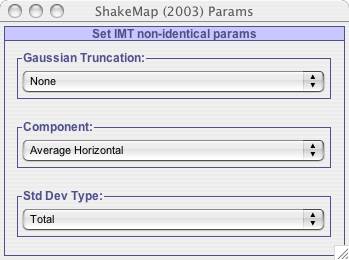 ShakeMap (2003) Params
Set IMT non-identical params
Gaussian Truncation:
None
Component:
Average Horizontal
Std Dev Type:
Total